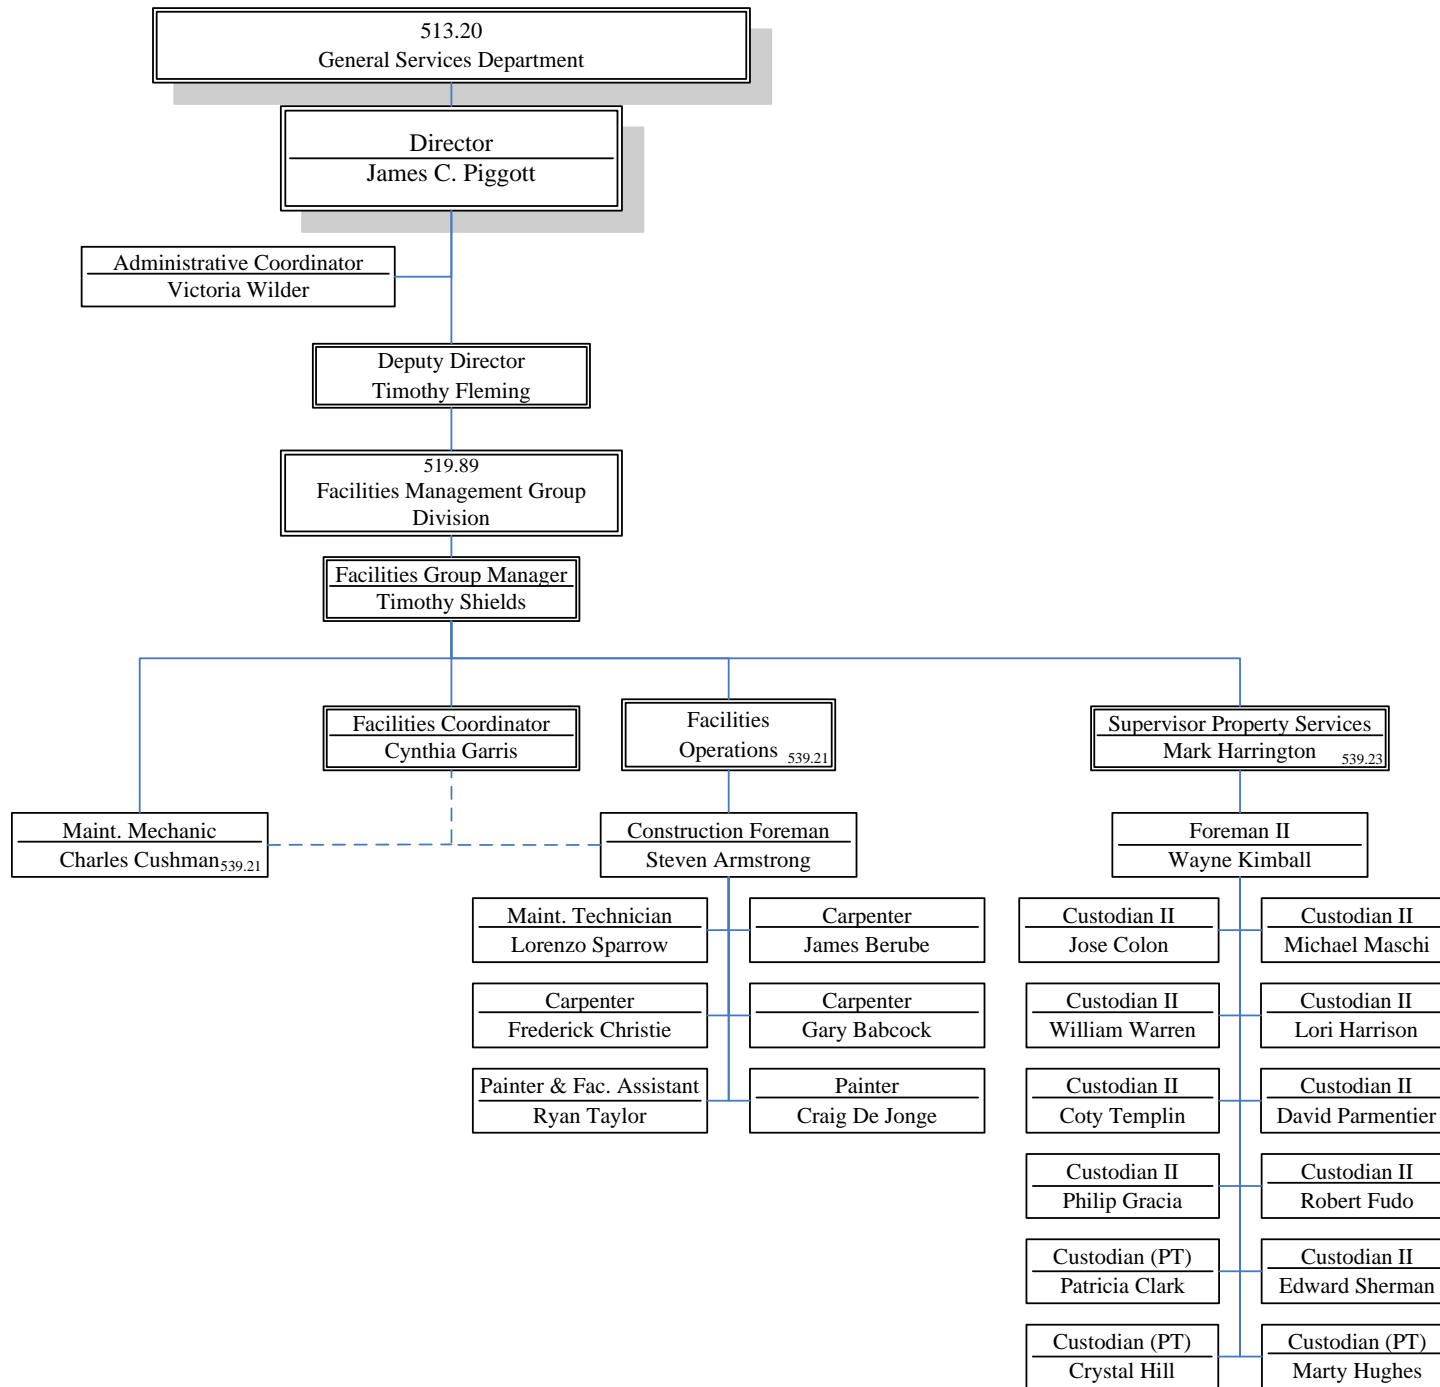 513.20
General Services Department
Director
James C. Piggott
Administrative Coordinator
Victoria Wilder
Deputy Director
Timothy Fleming
519.89
Facilities Management Group
Division
Facilities Group Manager
Timothy Shields
Facilities Coordinator
Cynthia Garris
Facilities
Operations 539.21
Supervisor Property Services
Mark Harrington 539.23
Maint. Mechanic
Charles Cushman 539.21
Construction Foreman
Steven Armstrong
Foreman II
Wayne Kimball
Maint. Technician
Lorenzo Sparrow
Carpenter
James Berube
Custodian II
Jose Colon
Custodian II
Michael Maschi
Carpenter
Frederick Christie
Carpenter
Gary Babcock
Custodian II
William Warren
Custodian II
Lori Harrison
Painter & Fac. Assistant
Ryan Taylor
Painter
Craig De Jonge
Custodian II
Coty Templin
Custodian II
David Parmentier
Custodian II
Philip Gracia
Custodian II
Robert Fudo
Custodian (PT)
Patricia Clark
Custodian II
Edward Sherman
Custodian (PT)
Crystal Hill
Custodian (PT)
Marty Hughes